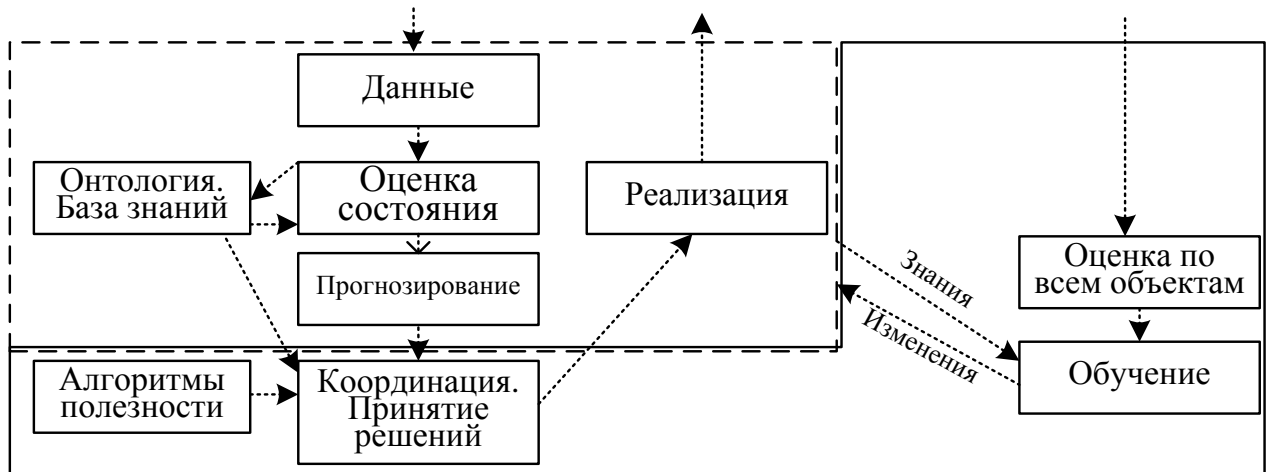 Данные
Онтология.
База знаний
Оценка
состояния
Реализация
Прогнозирование
Знания
Изменения
Оценка по
всем объектам
Алгоритмы
полезности
Координация.
Принятие
решений
Обучение